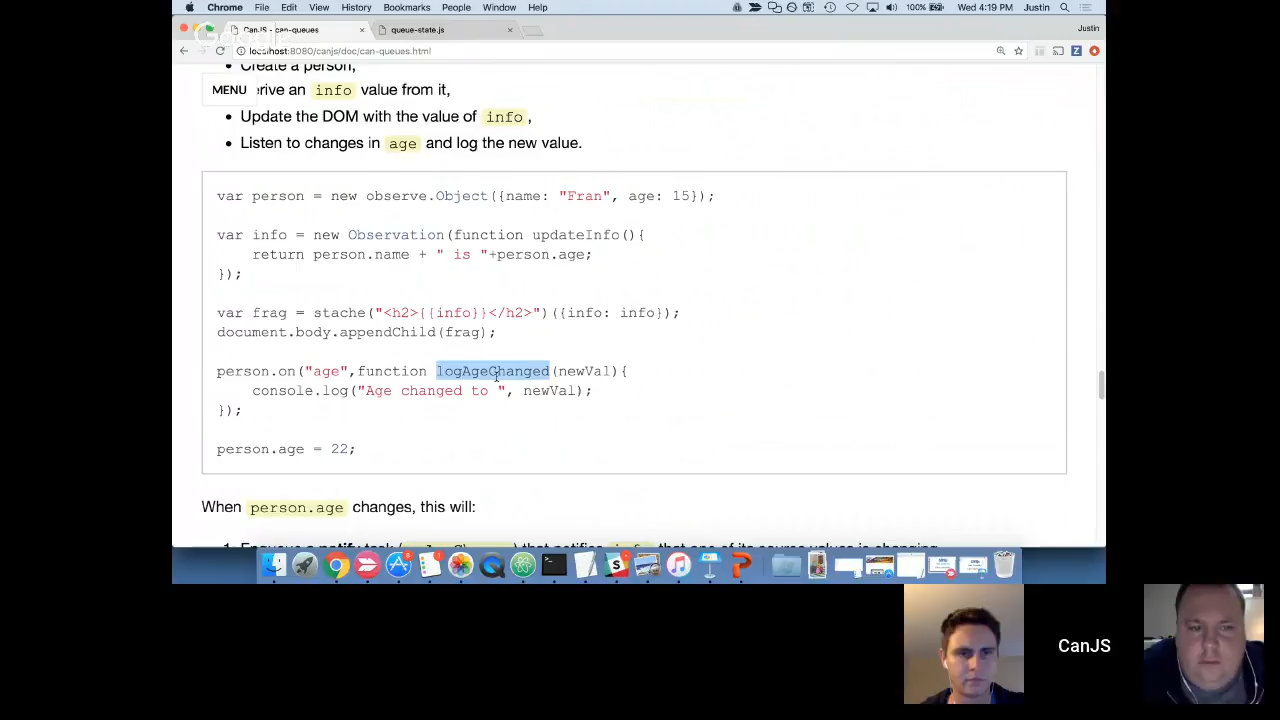 Chrome File Edit View History Bookmarks People Window Help 100% Wed 4:19 PM Justin
CanJS - can-queues queue-state.js Justin
localhost:8080/canjs/doc/can-queues.html
Create a person,
MENU
erive an info value from it,
Update the DOM with the value of info,
Listen to changes in age and log the new value.
var person = new observe.Object({name: "Fran", age: 15});
var info = new Observation(function updateInfo(){
return person.name + " is "+person.age;
});
var frag = stache("<h2>{{info}}</h2>")({info: info});
document.body.appendChild(frag);
person.on("age",function logAgeChanged(newVal){
console.log("Age changed to ", newVal);
});
person.age = 22;
When person.age changes, this will:
CanJS